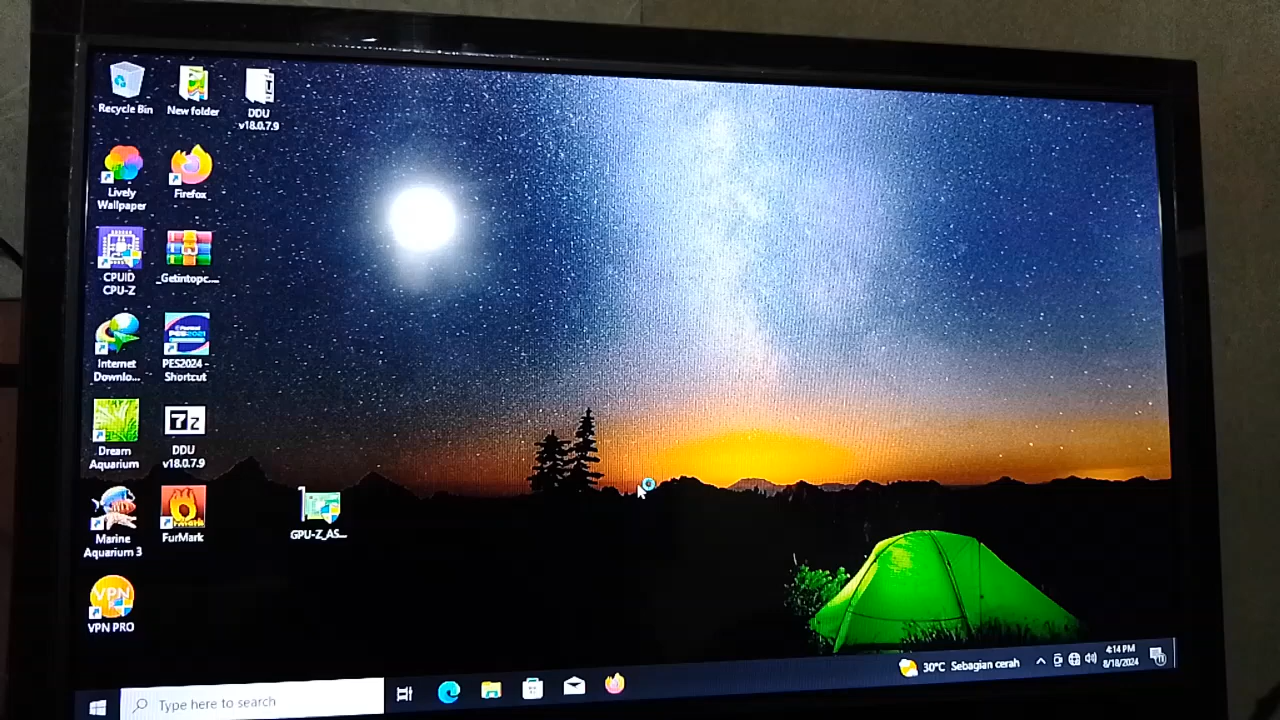 Recycle Bin
New folder
DDU
v18.0.7.9
Lively
Wallpaper
Firefox
CPUID
CPU-Z
_Getintopc....
Internet
Downlo...
PES2024 -
Shortcut
Dream
Aquarium
7z
DDU
v18.0.7.9
Marine
Aquarium 3
FurMark
GPU-Z_AS...
VPN
VPN PRO
Type here to search
30°C Sebagian cerah
4:14 PM
8/18/2024